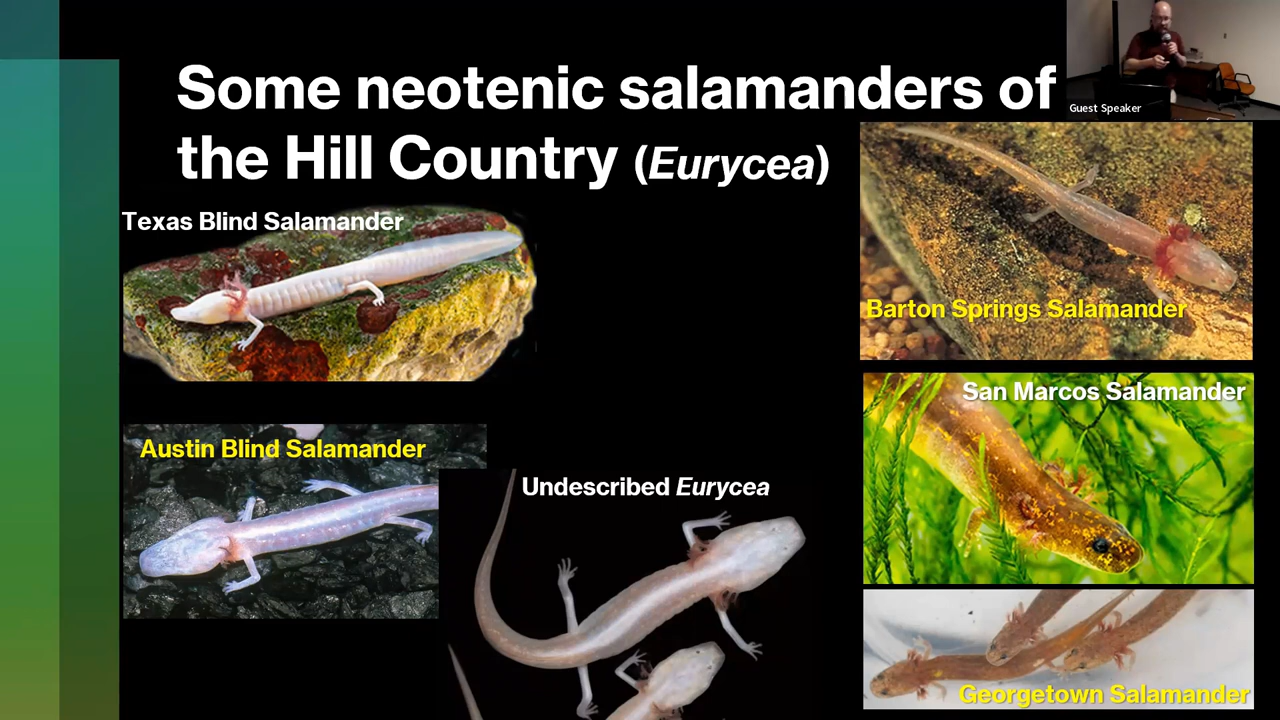 Some neotenic salamanders of
the Hill Country (Eurycea)
Guest Speaker
Texas Blind Salamander
Barton Springs Salamander
San Marcos Salamander
Austin Blind Salamander
Undescribed Eurycea
Georgetown Salamander